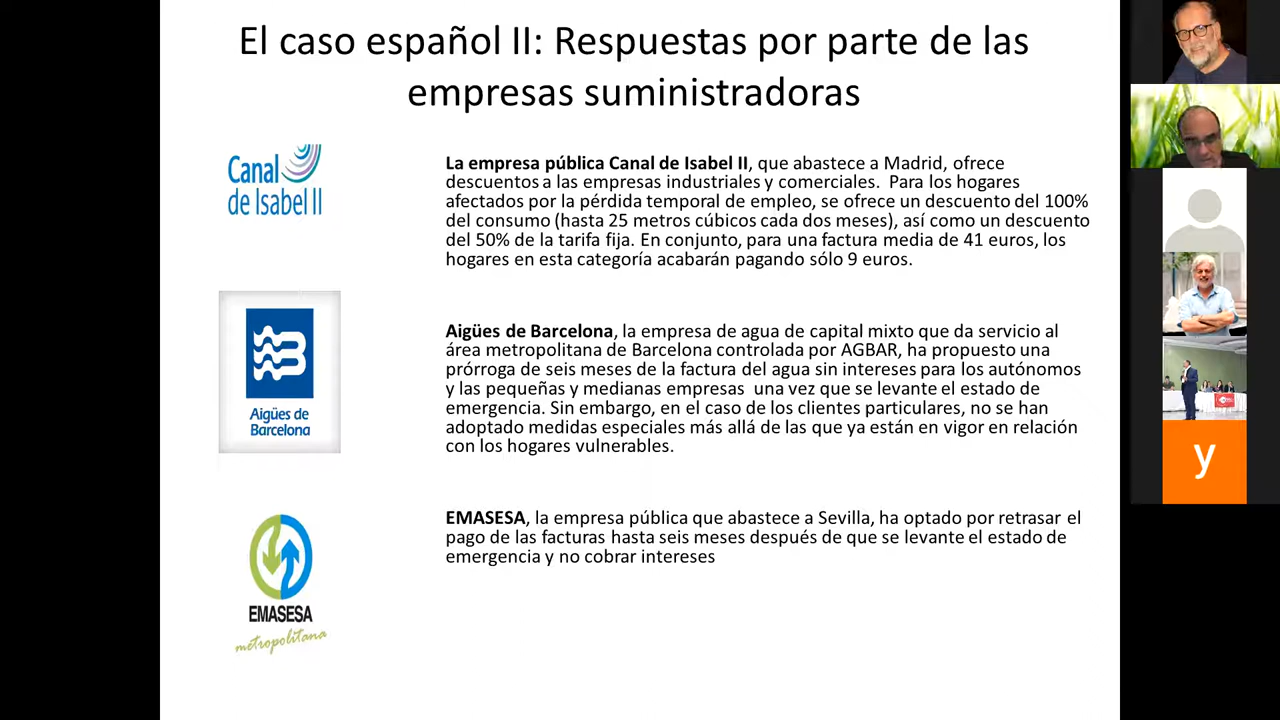 El caso español II: Respuestas por parte de las
empresas suministradoras
Canal
de Isabel II
La empresa pública Canal de Isabel II, que abastece a Madrid, ofrece
descuentos a las empresas industriales y comerciales. Para los hogares
afectados por la pérdida temporal de empleo, se ofrece un descuento del 100%
del consumo (hasta 25 metros cúbicos cada dos meses), así como un descuento
del 50% de la tarifa fija. En conjunto, para una factura media de 41 euros, los
hogares en esta categoría acabarán pagando sólo 9 euros.
Aigües de
Barcelona
Aigües de Barcelona, la empresa de agua de capital mixto que da servicio al
área metropolitana de Barcelona controlada por AGBAR, ha propuesto una
prórroga de seis meses de la factura del agua sin intereses para los autónomos
y las pequeñas y medianas empresas una vez que se levante el estado de
emergencia. Sin embargo, en el caso de los clientes particulares, no se han
adoptado medidas especiales más allá de las que ya están en vigor en relación
con los hogares vulnerables.
EMASESA
metropolitana
EMASESA, la empresa pública que abastece a Sevilla, ha optado por retrasar el
pago de las facturas hasta seis meses después de que se levante el estado de
emergencia y no cobrar intereses
y